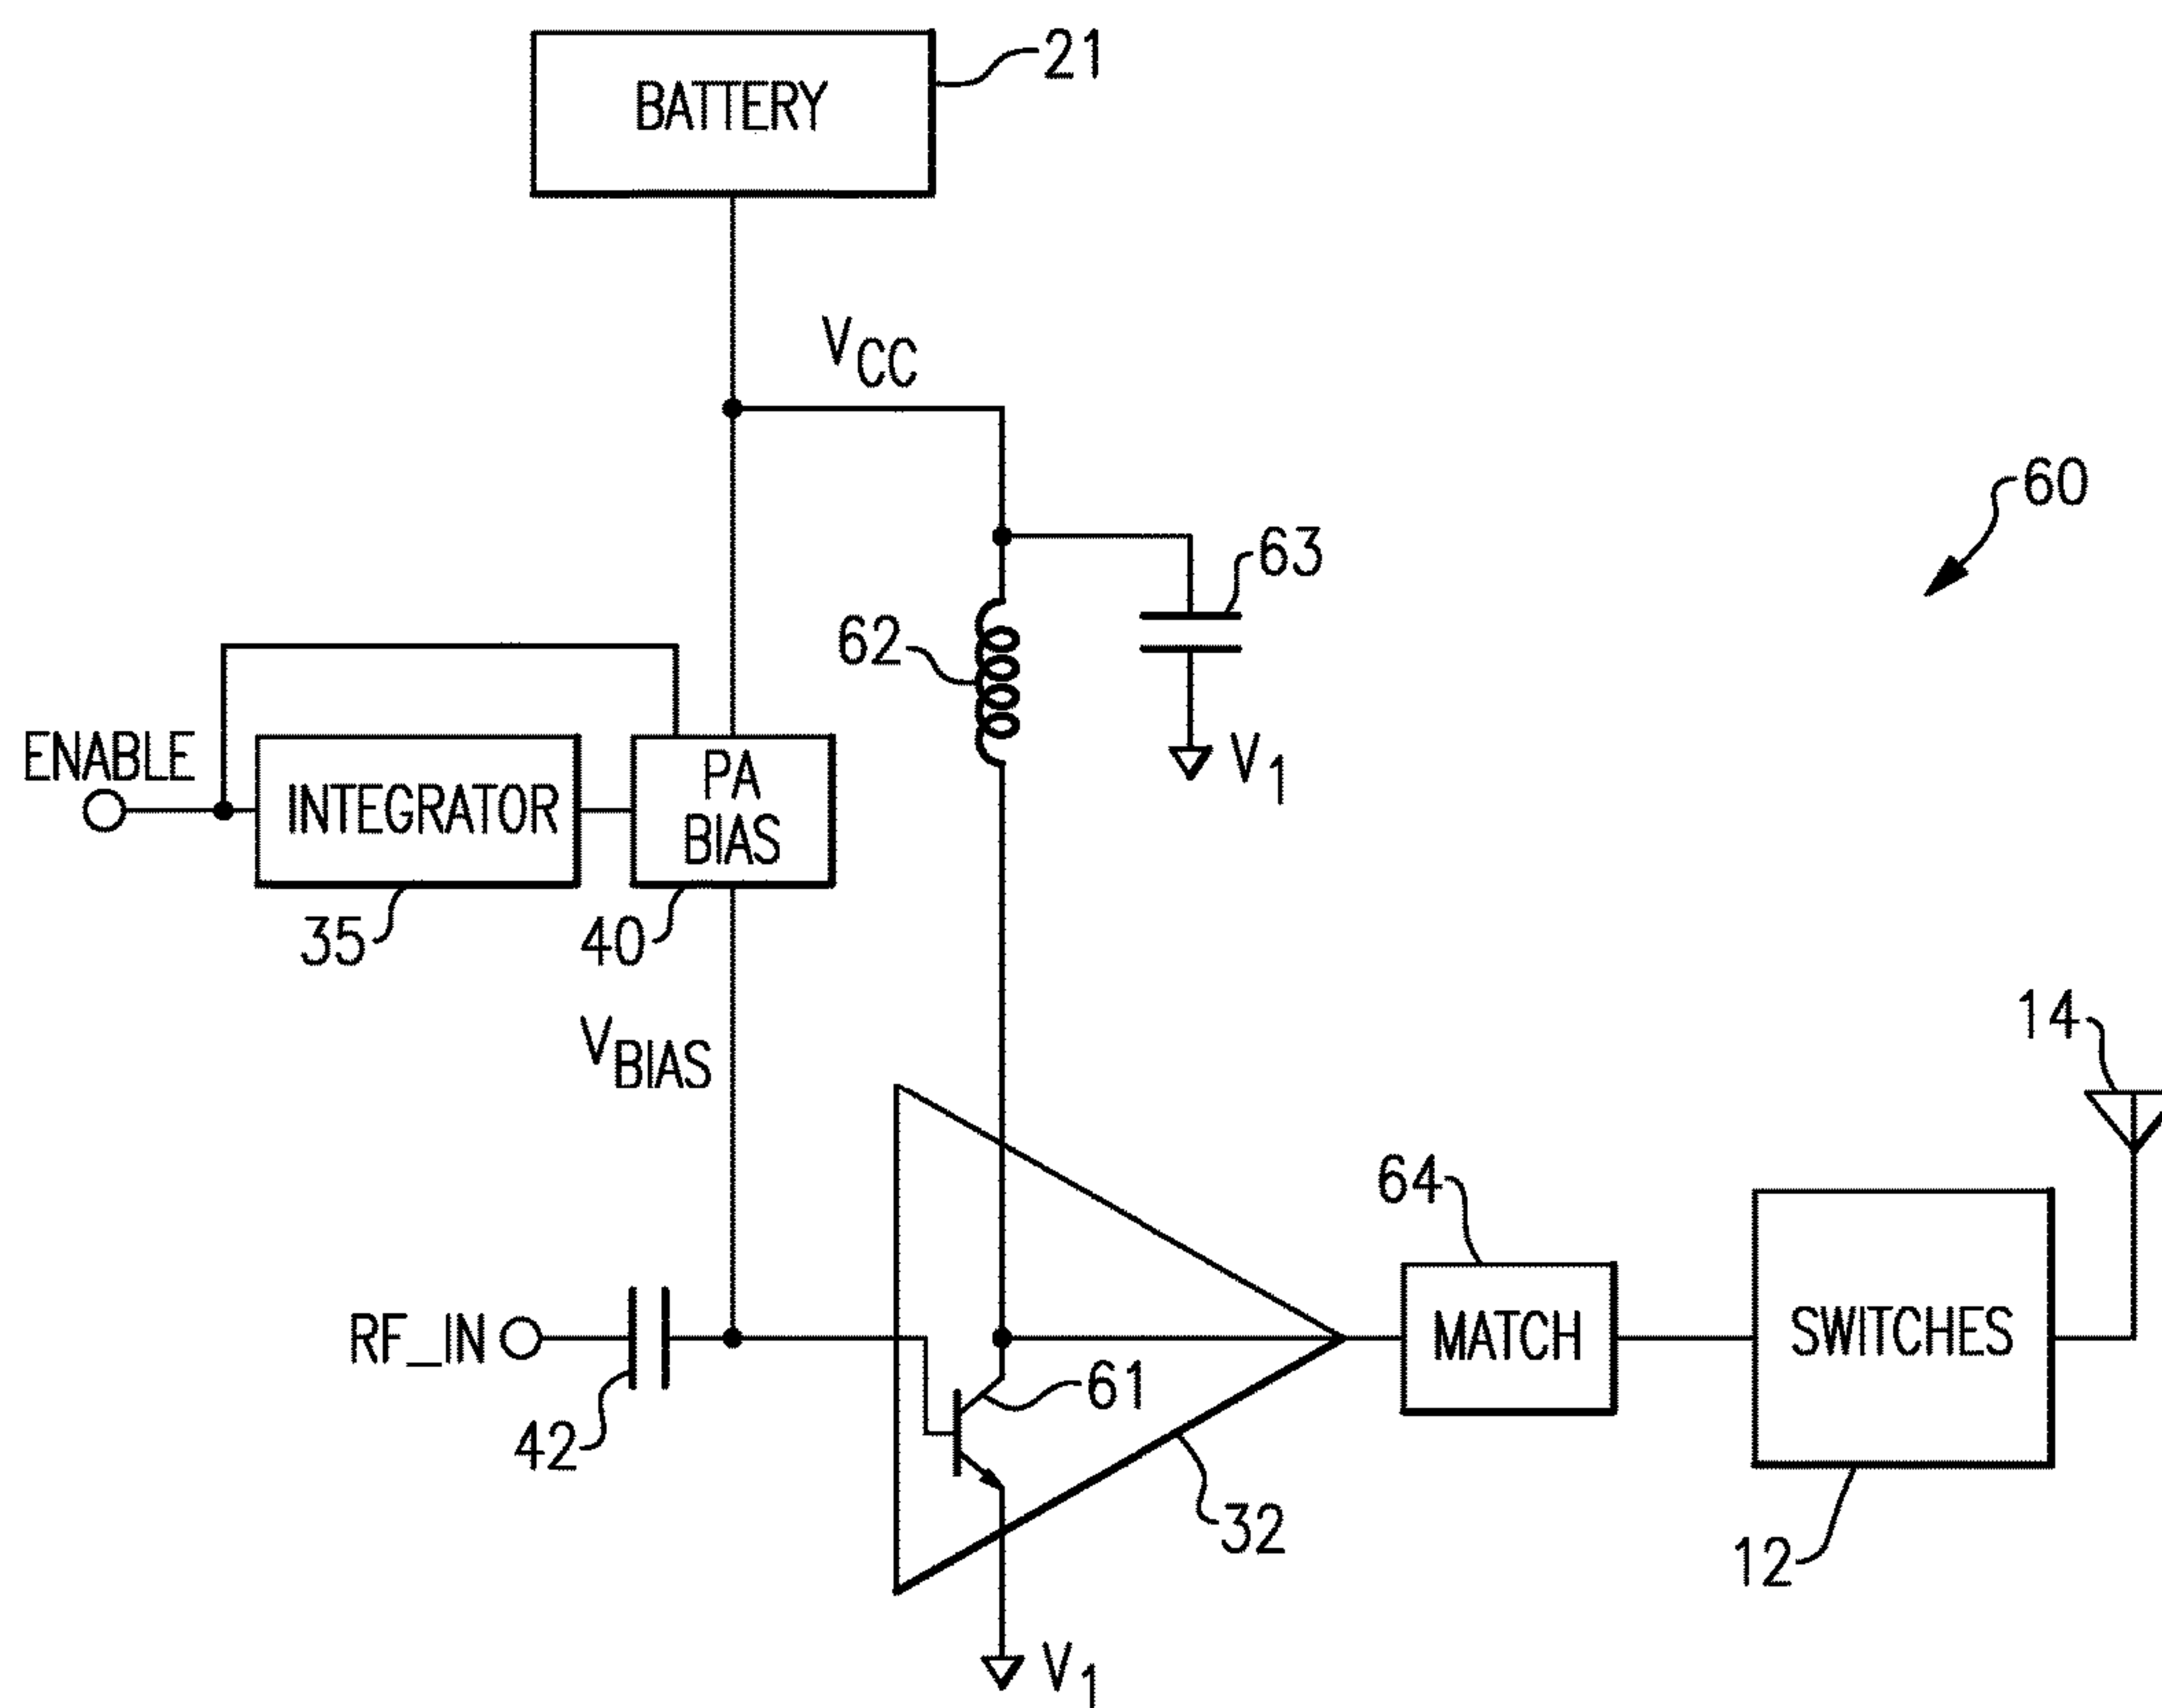 BATTERY
21
VCC
60
63
62
V1
ENABLE
INTEGRATOR
PA
BIAS
35
40
VBIAS
14
64
RF_IN
MATCH
SWITCHES
61
42
32
12
V1